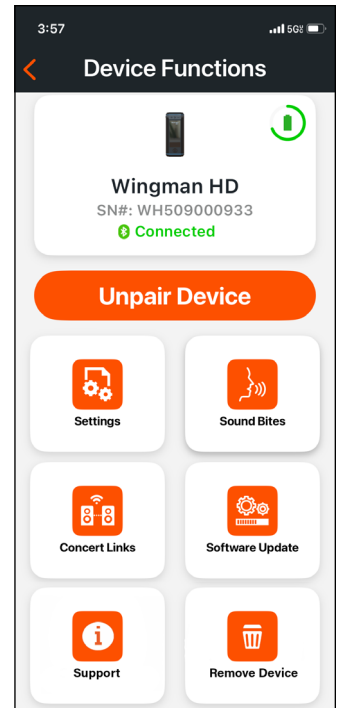 3:57
5G
Device Functions
Wingman HD
SN#: WH509000933
Connected
Unpair Device
Settings
Sound Bites
Concert Links
Software Update
Support
Remove Device